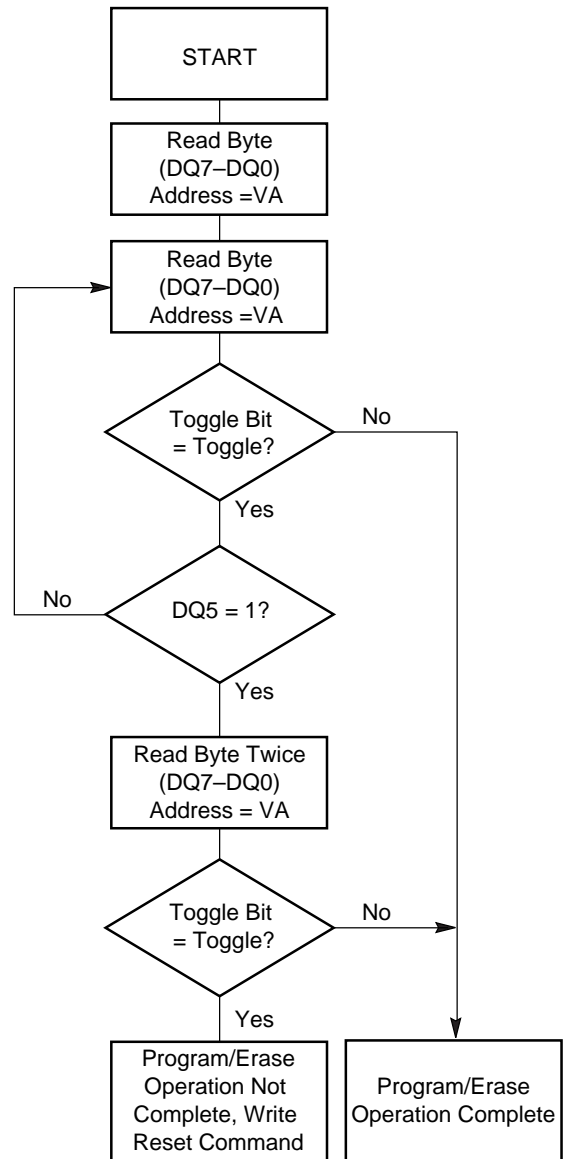 START
Read Byte
(DQ7–DQ0)
Address =VA
Read Byte
(DQ7–DQ0)
Address =VA
Toggle Bit
= Toggle?
No
Yes
No
DQ5 = 1?
Yes
Read Byte Twice
(DQ7–DQ0)
Address = VA
Toggle Bit
= Toggle?
No
Yes
Program/Erase
Operation Not
Complete, Write
Reset Command
Program/Erase
Operation Complete